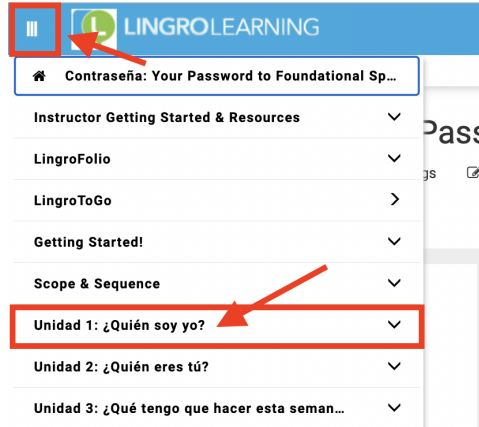 LINGROLEARNING
Contraseña: Your Password to Foundational Sp...
Instructor Getting Started & Resources
LingroFolio
LingroToGo
Getting Started!
Scope & Sequence
Unidad 1: ¿Quién soy yo?
Unidad 2: ¿Quién eres tú?
Unidad 3: ¿Qué tengo que hacer esta seman...